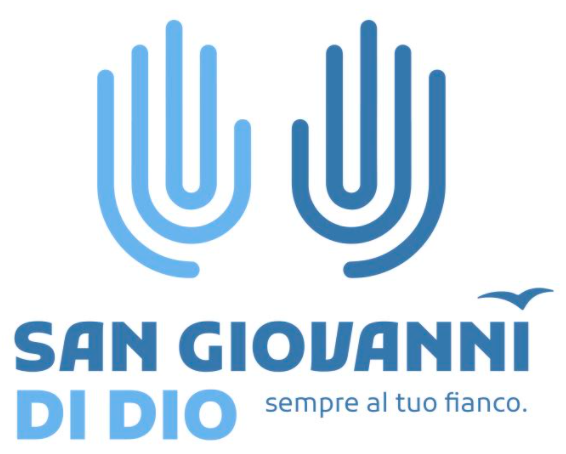 SAN GIOVANNI
DI DIO
sempre al tuo fianco.